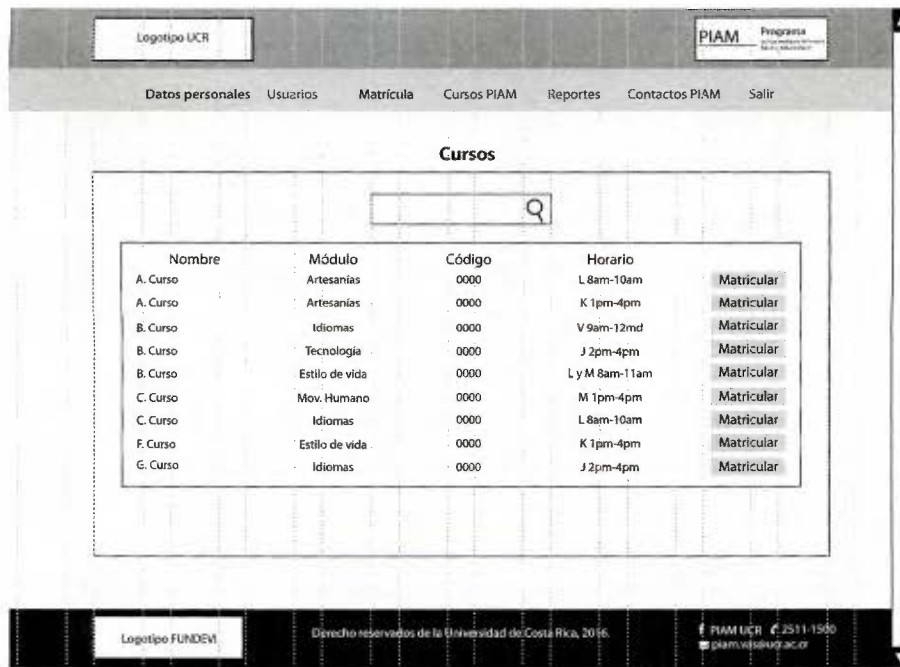 Logotipo UCR
PIAM Programa
Datos personales Usuarios Matrícula Cursos PIAM Reportes Contactos PIAM Salir
Cursos
Nombre Módulo Código Horario
A. Curso Artesanías 0000 L 8am-10am Matricular
A. Curso Artesanías 0000 K 1pm-4pm Matricular
B. Curso Idiomas 0000 V 9am-12md Matricular
B. Curso Tecnología 0000 J 2pm-4pm Matricular
B. Curso Estilo de vida 0000 L y M 8am-11am Matricular
C. Curso Mov. Humano 0000 M 1pm-4pm Matricular
C. Curso Idiomas 0000 L 8am-10am Matricular
F. Curso Estilo de vida 0000 K 1pm-4pm Matricular
G. Curso Idiomas 0000 J 2pm-4pm Matricular
Logotipo FUNDEVI
Derecho reservados de la Universidad de Costa Rica, 2016.
PIAM UCR 2511-1500